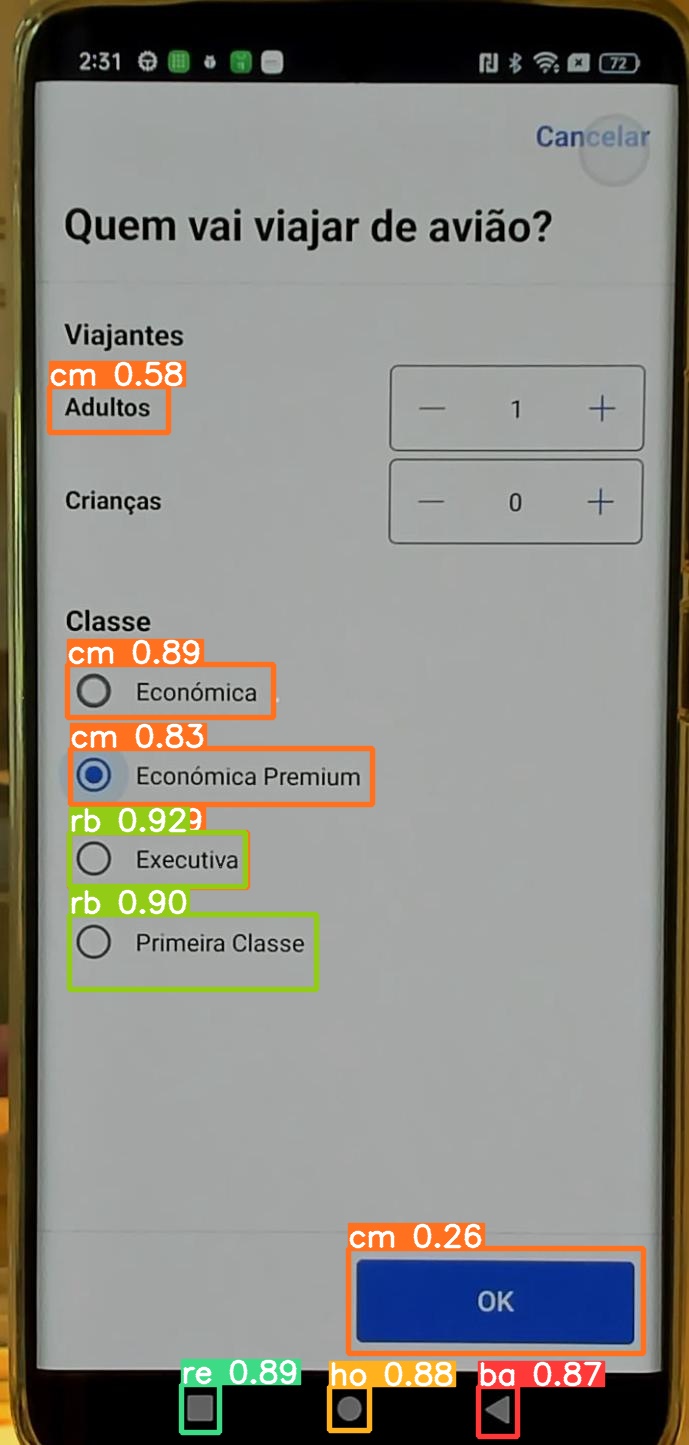 2:31 72
Cancelar
Quem vai viajar de avião?
Viajantes
cm 0.58
Adultos 1
Crianças 0
Classe
cm 0.89
Económica
cm 0.83
Económica Premium
rb 0.929
Executiva
rb 0.90
Primeira Classe
cm 0.26
OK
re 0.89 ho 0.88 ba 0.87